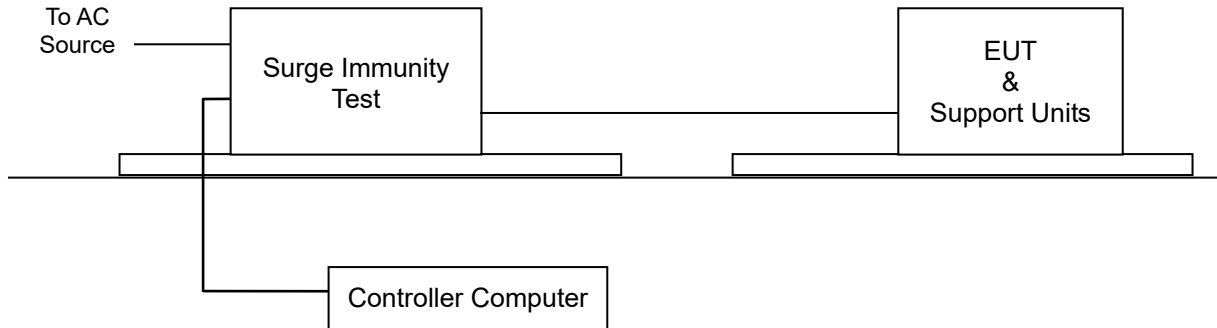 To AC
Source
Surge Immunity
Test
EUT
&
Support Units
Controller Computer